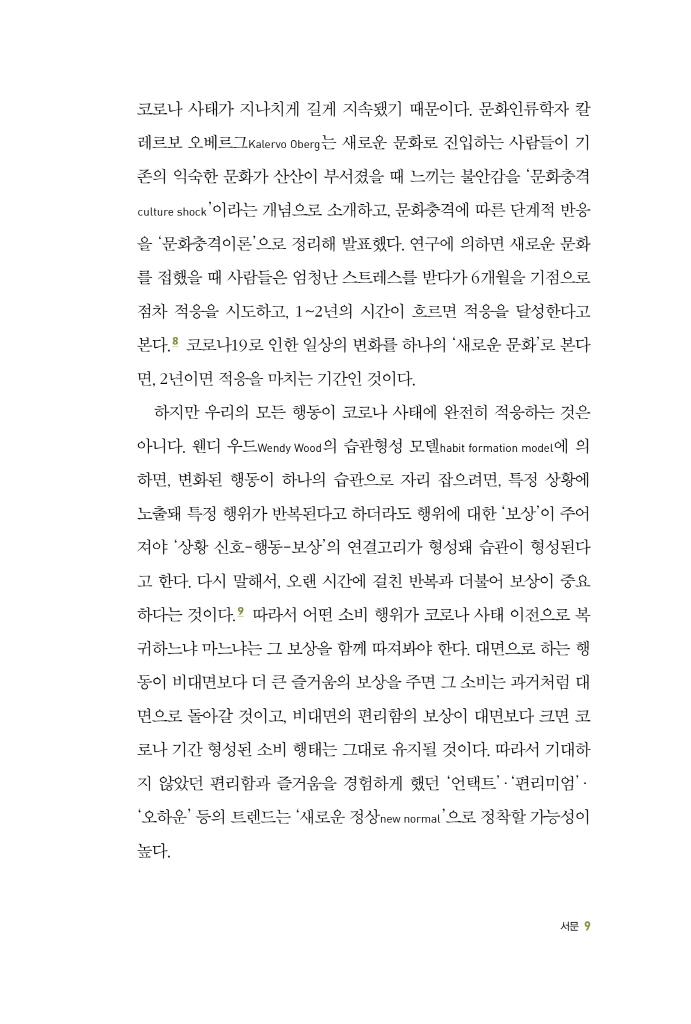 코로나 사태가 지나치게 길게 지속됐기 때문이다. 문화인류학자 칼
레르보 오베르그Kalervo Oberg는 새로운 문화로 진입하는 사람들이 기
존의 익숙한 문화가 산산이 부서졌을 때 느끼는 불안감을 ‘문화충격
culture shock’이라는 개념으로 소개하고, 문화충격에 따른 단계적 반응
을 ‘문화충격이론’으로 정리해 발표했다. 연구에 의하면 새로운 문화
를 접했을 때 사람들은 엄청난 스트레스를 받다가 6개월을 기점으로
점차 적응을 시도하고, 1~2년의 시간이 흐르면 적응을 달성한다고
본다.8 코로나19로 인한 일상의 변화를 하나의 ‘새로운 문화’로 본다
면, 2년이면 적응을 마치는 기간인 것이다.
하지만 우리의 모든 행동이 코로나 사태에 완전히 적응하는 것은
아니다. 웬디 우드Wendy Wood의 습관형성 모델habit formation model에 의
하면, 변화된 행동이 하나의 습관으로 자리 잡으려면, 특정 상황에
노출돼 특정 행위가 반복된다고 하더라도 행위에 대한 ‘보상’이 주어
져야 ‘상황 신호-행동-보상’의 연결고리가 형성돼 습관이 형성된다
고 한다. 다시 말해서, 오랜 시간에 걸친 반복과 더불어 보상이 중요
하다는 것이다.9 따라서 어떤 소비 행위가 코로나 사태 이전으로 복
귀하느냐 마느냐는 그 보상을 함께 따져봐야 한다. 대면으로 하는 행
동이 비대면보다 더 큰 즐거움의 보상을 주면 그 소비는 과거처럼 대
면으로 돌아갈 것이고, 비대면의 편리함의 보상이 대면보다 크면 코
로나 기간 형성된 소비 행태는 그대로 유지될 것이다. 따라서 기대하
지 않았던 편리함과 즐거움을 경험하게 했던 ‘언택트’·‘편리미엄’·
‘오하운’ 등의 트렌드는 ‘새로운 정상new normal’으로 정착할 가능성이
높다.
서문 9